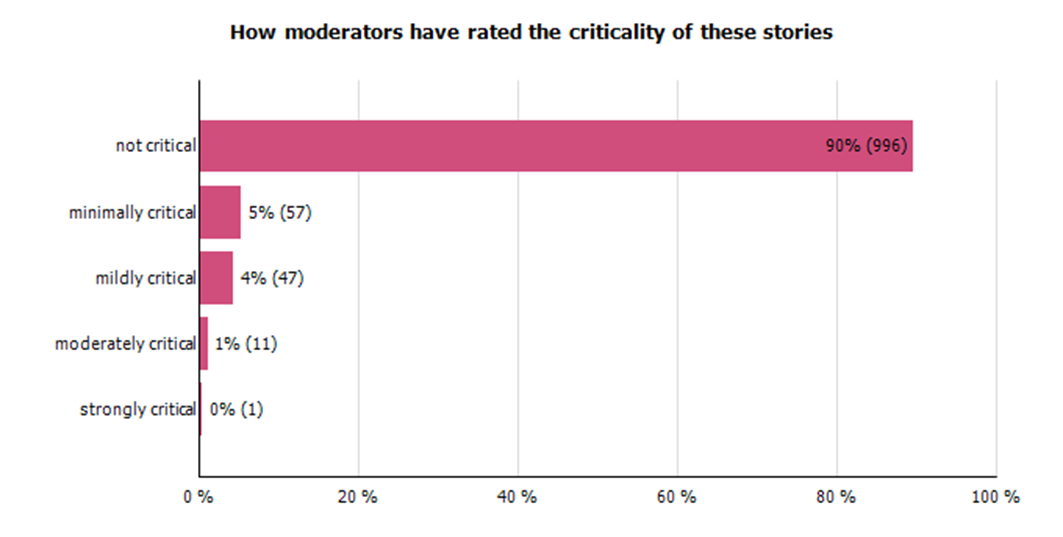 How moderators have rated the criticality of these stories
not critical 90% (996)
minimally critical 5% (57)
mildly critical 4% (47)
moderately critical 1% (11)
strongly critical 0% (1)
0 % 20 % 40 % 60 % 80 % 100 %